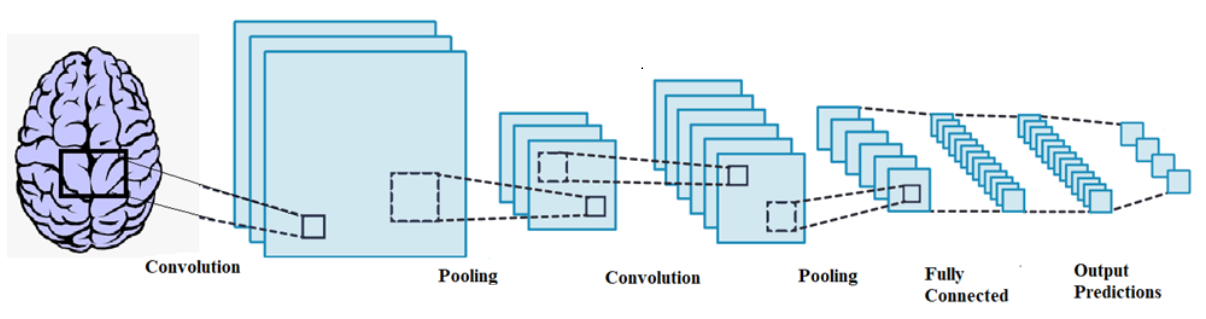 Convolution
Pooling
Convolution
Pooling
Fully
Connected
Output
Predictions